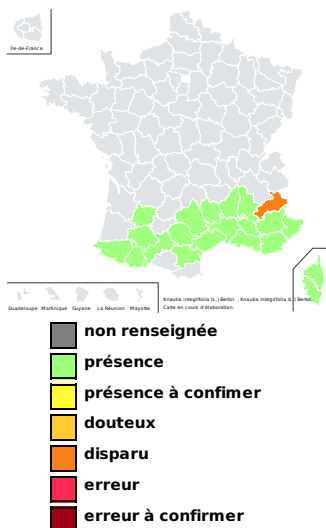 Île-de-France
Guadeloupe Martinique Guyane La Réunion Mayotte
Knautia integrifolia (L.) Bertol. , Knautia integrifolia (L.) Bertol.
Carte en cours d'élaboration.
non renseignée
présence
présence à confimer
douteux
disparu
erreur
erreur à confirmer